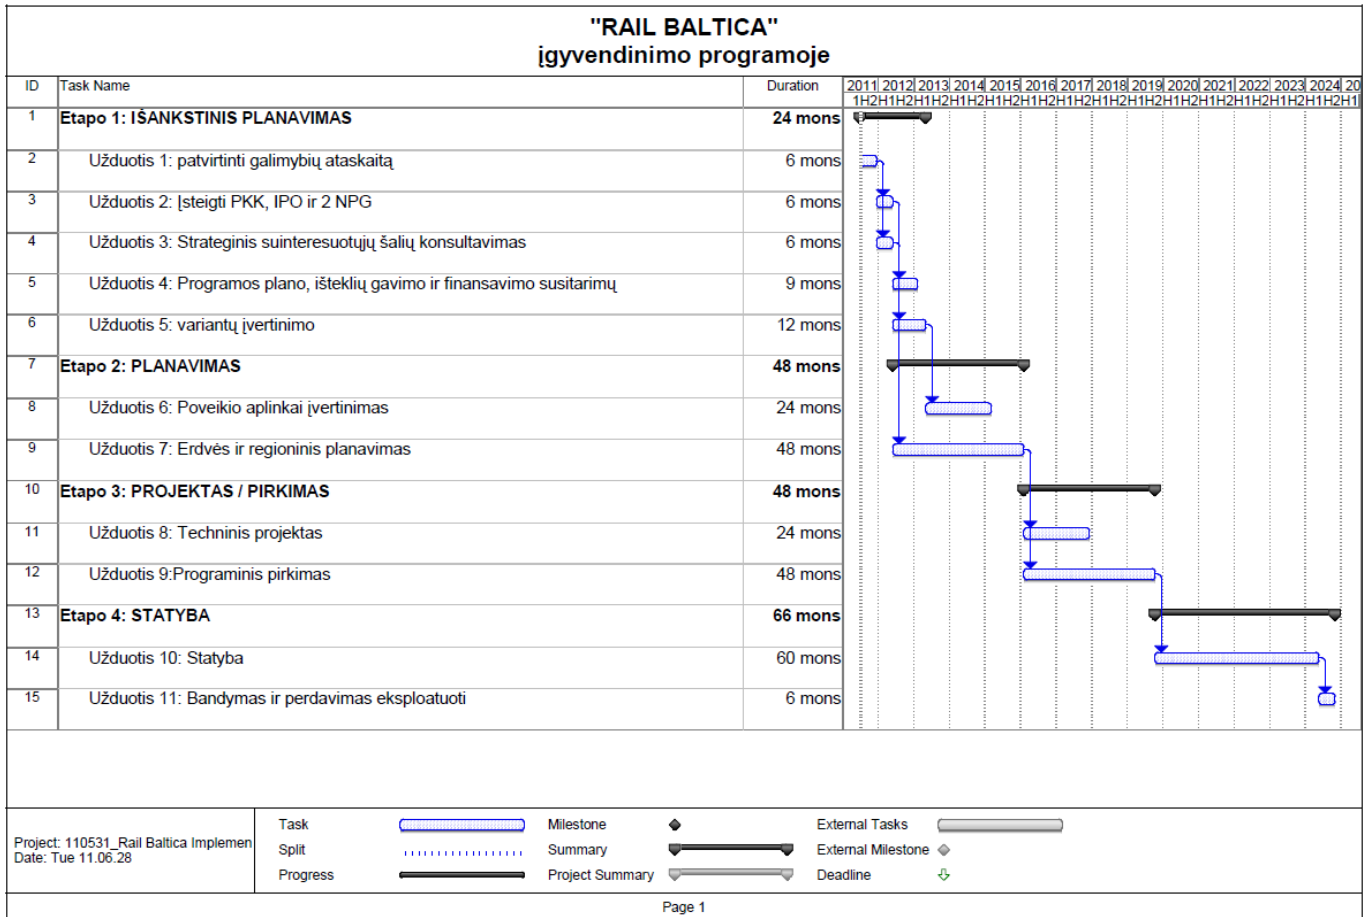 "RAIL BALTICA"
įgyvendinimo programoje
ID Task Name Duration 2011 2012 2013 2014 2015 2016 2017 2018 2019 2020 2021 2022 2023 2024 20
1H2H1H2H1H2H1H2H1H2H1H2H1H2H1H2H1H2H1H2H1H2H1H2H1H2H1H2H1
1 Etapo 1: IŠANKSTINIS PLANAVIMAS 24 mons
2 Užduotis 1: patvirtinti galimybių ataskaitą 6 mons
3 Užduotis 2: Įsteigti PKK, IPO ir 2 NPG 6 mons
4 Užduotis 3: Strateginis suinteresuotųjų šalių konsultavimas 6 mons
5 Užduotis 4: Programos plano, išteklių gavimo ir finansavimo susitarimų 9 mons
6 Užduotis 5: variantų įvertinimo 12 mons
7 Etapo 2: PLANAVIMAS 48 mons
8 Užduotis 6: Poveikio aplinkai įvertinimas 24 mons
9 Užduotis 7: Erdvės ir regioninis planavimas 48 mons
10 Etapo 3: PROJEKTAS / PIRKIMAS 48 mons
11 Užduotis 8: Techninis projektas 24 mons
12 Užduotis 9:Programinis pirkimas 48 mons
13 Etapo 4: STATYBA 66 mons
14 Užduotis 10: Statyba 60 mons
15 Užduotis 11: Bandymas ir perdavimas eksploatuoti 6 mons
Project: 110531_Rail Baltica Implemen
Date: Tue 11.06.28
Task Milestone External Tasks
Split Summary External Milestone
Progress Project Summary Deadline
Page 1